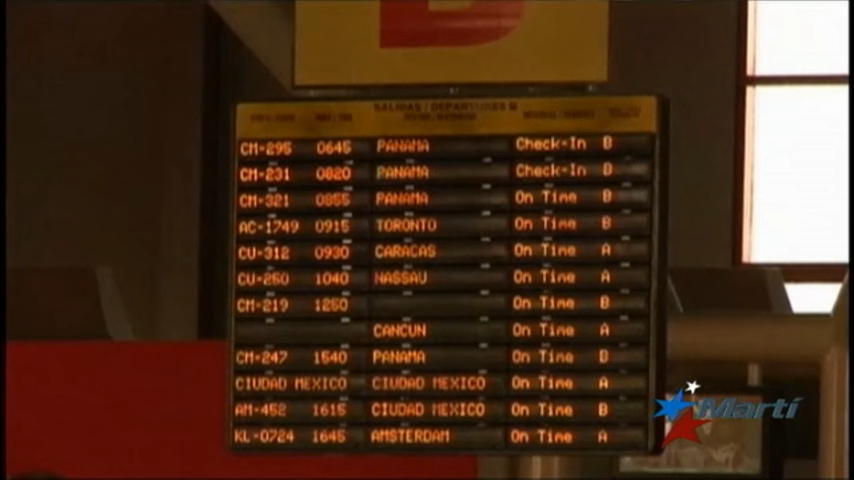 B
SALIDAS / DEPARTURES B
CM-295 0645 PANAMA Check-In B
CM-231 0820 PANAMA Check-In B
CM-321 0855 PANAMA On Time B
AC-1749 0915 TORONTO On Time B
CU-312 0930 CARACAS On Time A
CU-250 1040 NASSAU On Time A
CM-219 1250 On Time B
CANCUN On Time A
CM-247 1540 PANAMA On Time B
CIUDAD MEXICO CIUDAD MEXICO On Time A
AM-452 1615 CIUDAD MEXICO On Time B
KL-0724 1645 AMSTERDAM On Time A
Martí